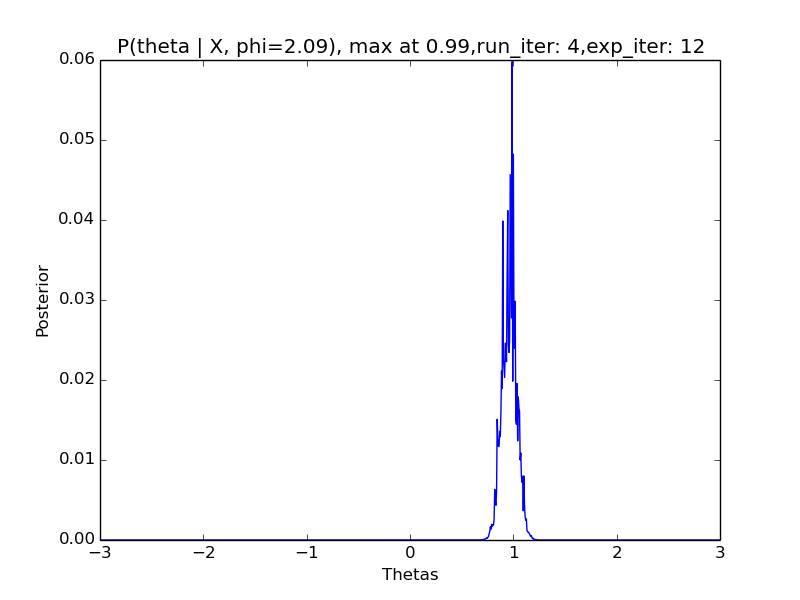 P(theta | X, phi=2.09), max at 0.99,run_iter: 4,exp_iter: 12
0.06
0.05
0.04
0.03
0.02
0.01
0.00
Posterior
−3 −2 −1 0 1 2 3
Thetas